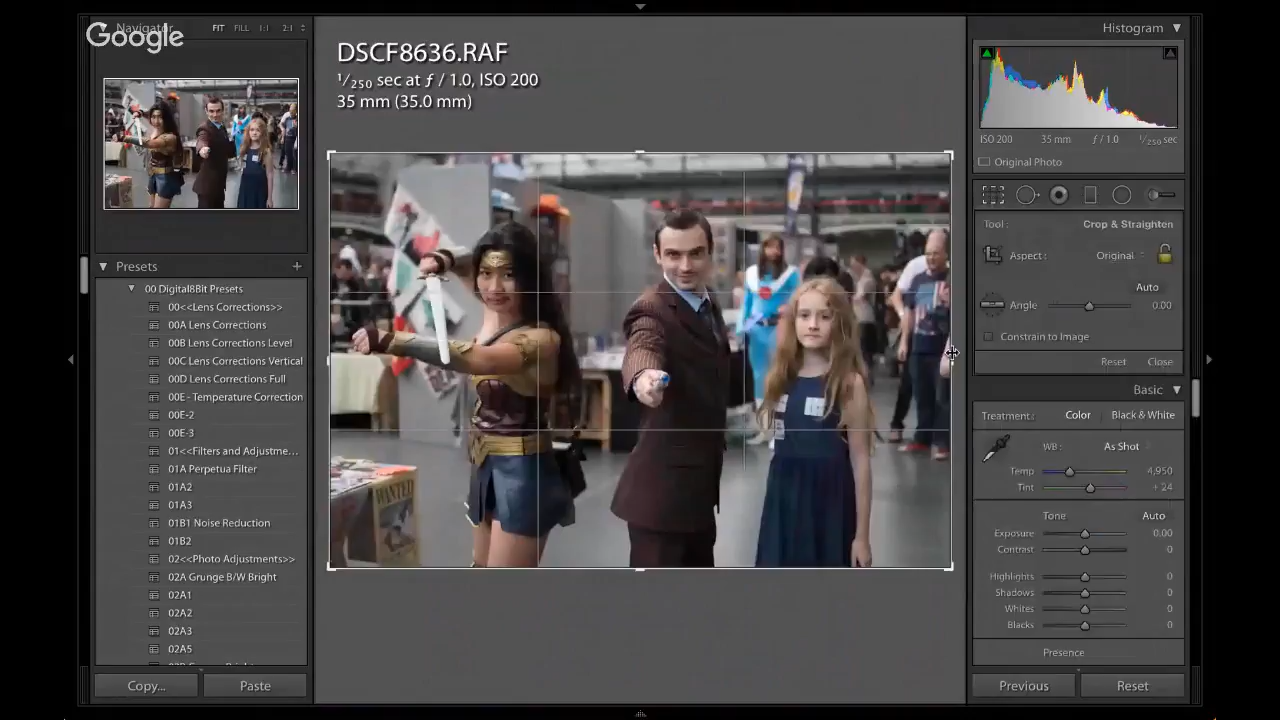 Navigator
FIT FILL 1:1 2:1
Google
DSCF8636.RAF
1/250 sec at ƒ / 1.0, ISO 200
35 mm (35.0 mm)
Presets
00 Digital8Bit Presets
00<<Lens Corrections>>
00A Lens Corrections
00B Lens Corrections Level
00C Lens Corrections Vertical
00D Lens Corrections Full
00E - Temperature Correction
00E-2
00E-3
01<<Filters and Adjustme...
01A Perpetua Filter
01A2
01A3
01B1 Noise Reduction
01B2
02<<Photo Adjustments>>
02A Grunge B/W Bright
02A1
02A2
02A3
02A5
Copy...
Paste
WANTED
Histogram
ISO 200 35 mm ƒ / 1.0 1/250 sec
Original Photo
Tool: Crop & Straighten
Aspect: Original
Auto
Angle 0.00
Constrain to Image
Reset Close
Basic
Treatment: Color Black & White
WB: As Shot
Temp 4,950
Tint + 24
Tone Auto
Exposure 0.00
Contrast 0
Highlights 0
Shadows 0
Whites 0
Blacks 0
Presence
Previous
Reset